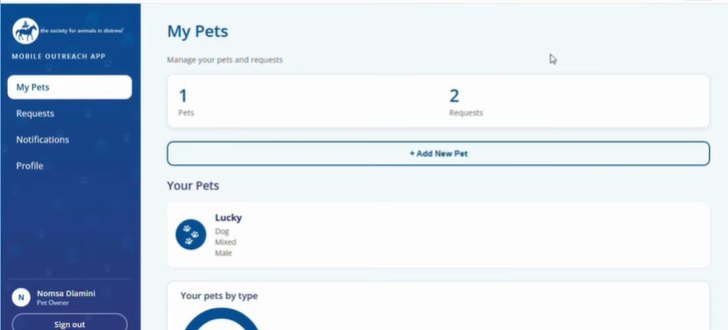 the society for animals in distress
MOBILE OUTREACH APP
My Pets
Requests
Notifications
Profile
N
Nomsa Dlamini
Pet Owner
Sign out
My Pets
Manage your pets and requests
1
Pets
2
Requests
+ Add New Pet
Your Pets
Lucky
Dog
Mixed
Male
Your pets by type